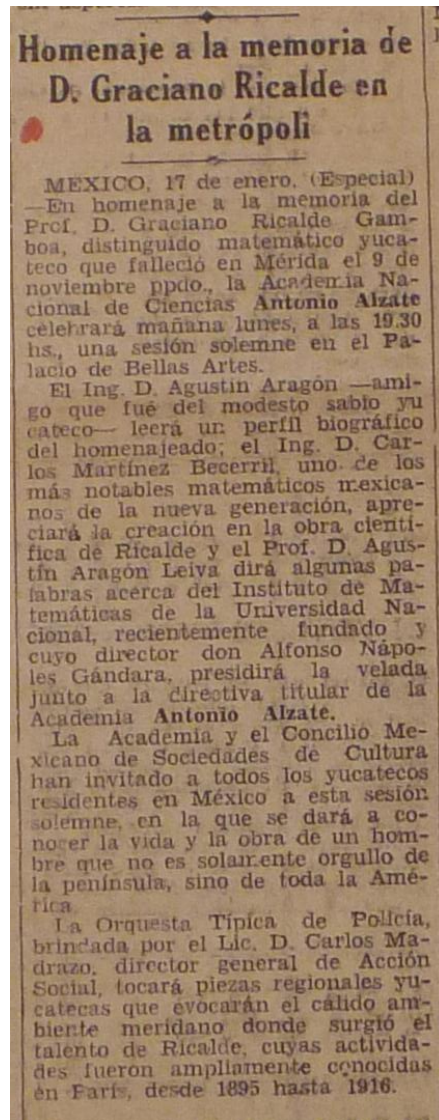 Homenaje a la memoria de
D. Graciano Ricalde en
la metrópoli
MEXICO, 17 de enero. (Especial)
—En homenaje a la memoria del
Prof. D. Graciano Ricalde Gam-
boa, distinguido matemático yuca-
teco que falleció en Mérida el 9 de
noviembre ppdo., la Academia Na-
cional de Ciencias Antonio Alzate
celebrará mañana lunes, a las 19.30
hs., una sesión solemne en el Pa-
lacio de Bellas Artes.
El Ing. D. Agustín Aragón —ami-
go que fué del modesto sabio yu
cateco— leerá un perfil biográfico
del homenajeado; el Ing. D. Car-
los Martínez Becerril, uno de los
más notables matemáticos mexica-
nos de la nueva generación, apre-
ciará la creación en la obra cientí-
fica de Ricalde y el Prof. D. Agus-
tín Aragón Leiva dirá algunas pa-
labras acerca del Instituto de Ma-
temáticas de la Universidad Na-
cional, recientemente fundado y
cuyo director don Alfonso Nápo-
les Gándara, presidirá la velada
junto a la directiva titular de la
Academia Antonio Alzate.
La Academia y el Concilio Me-
xicano de Sociedades de Cultura
han invitado a todos los yucatecos
residentes en México a esta sesión
solemne, en la que se dará a co-
nocer la vida y la obra de un hom-
bre que no es solamente orgullo de
la península, sino de toda la Amé-
rica
La Orquesta Típica de Policía,
brindada por el Lic. D. Carlos Ma-
drazo, director general de Acción
Social, tocará piezas regionales yu-
catecas que evocarán el cálido am-
biente meridano donde surgió el
talento de Ricalde, cuyas activida-
des fueron ampliamente conocidas
en París, desde 1895 hasta 1916.